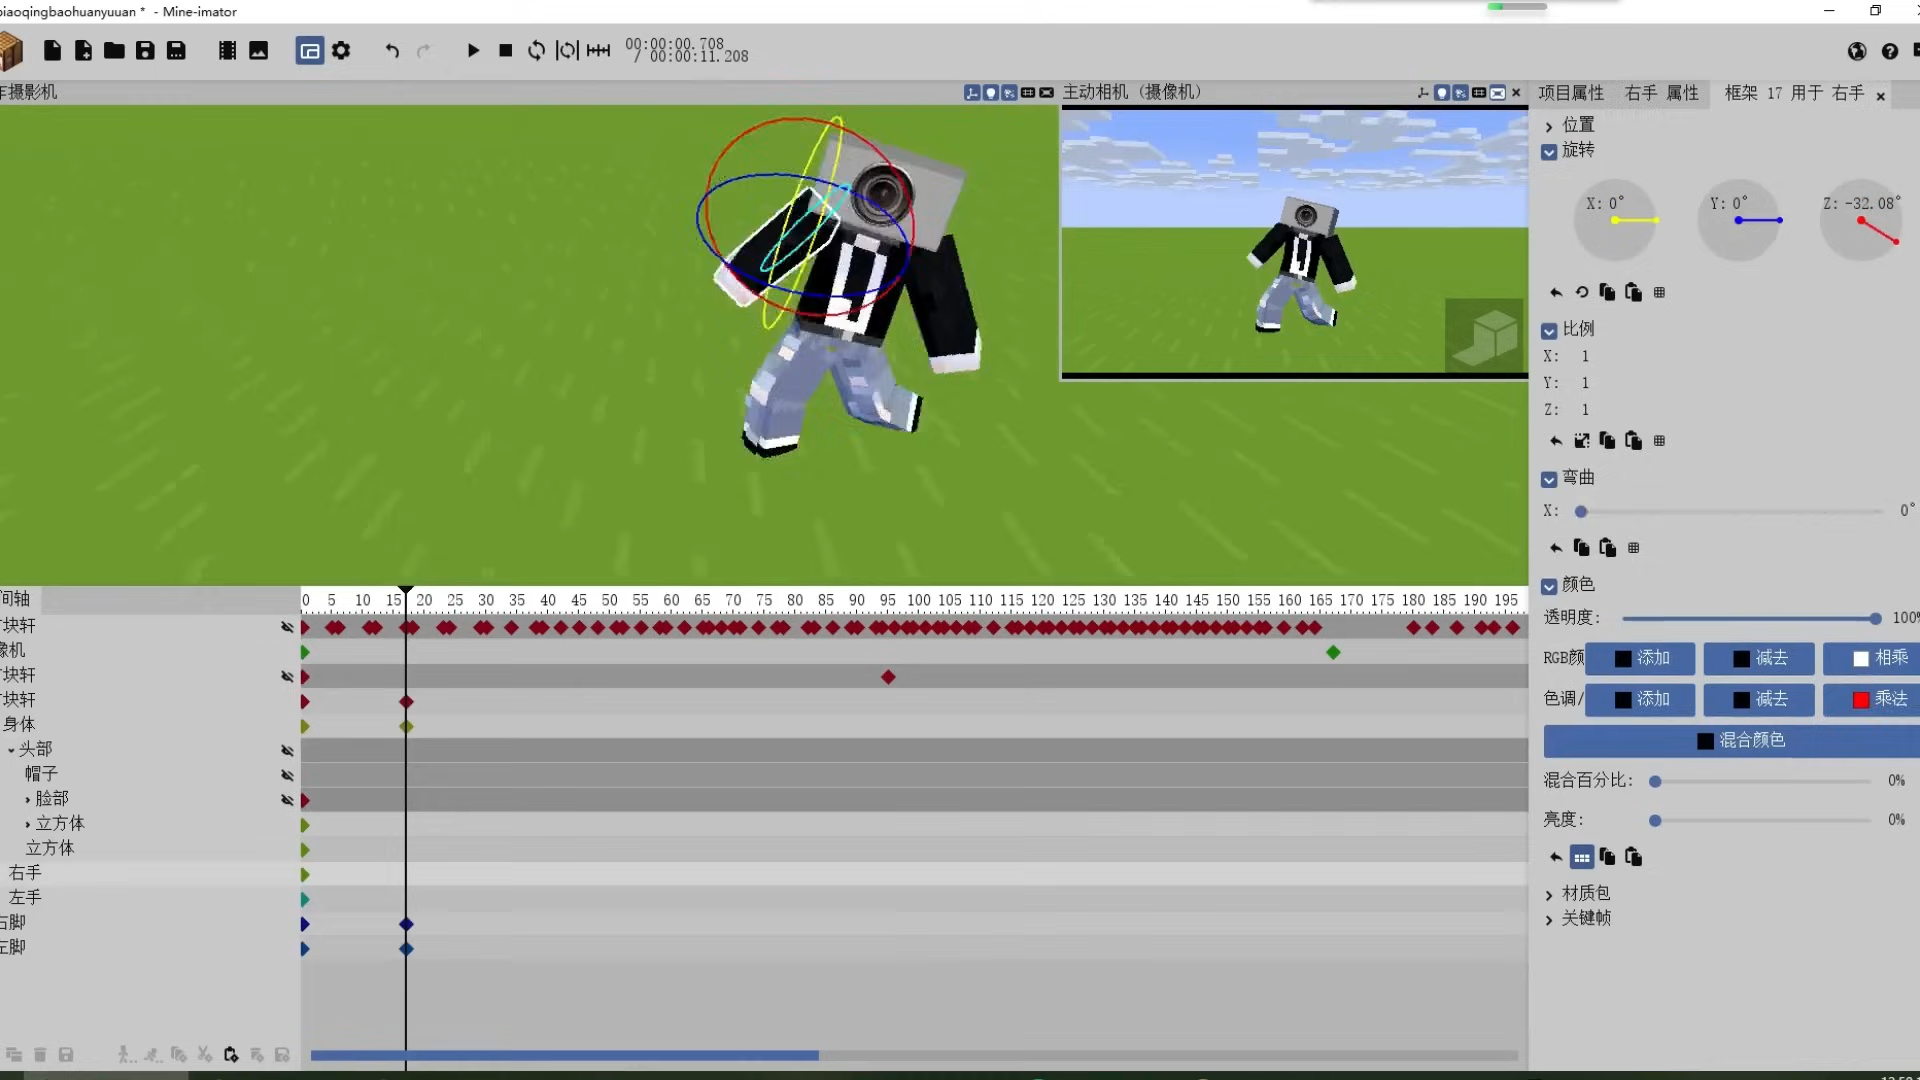 piaoqingbaohuanyuuan * - Mine-imator
00:00:00.708
/ 00:00:11.208
摄影机
主动相机 (摄像机)
项目属性 右手 属性 框架 17 用于 右手
位置
旋转
X: 0° Y: 0° Z: -32.08°
比例
X: 1
Y: 1
Z: 1
弯曲
X: 0°
颜色
透明度: 100%
RGB颜 添加 减去 相乘
色调/ 添加 减去 乘法
混合颜色
混合百分比: 0%
亮度: 0%
材质包
关键帧
间轴
0 5 10 15 20 25 30 35 40 45 50 55 60 65 70 75 80 85 90 95 100 105 110 115 120 125 130 135 140 145 150 155 160 165 170 175 180 185 190 195
块轩
像机
块轩
块轩
身体
头部
帽子
脸部
立方体
立方体
右手
左手
右脚
左脚